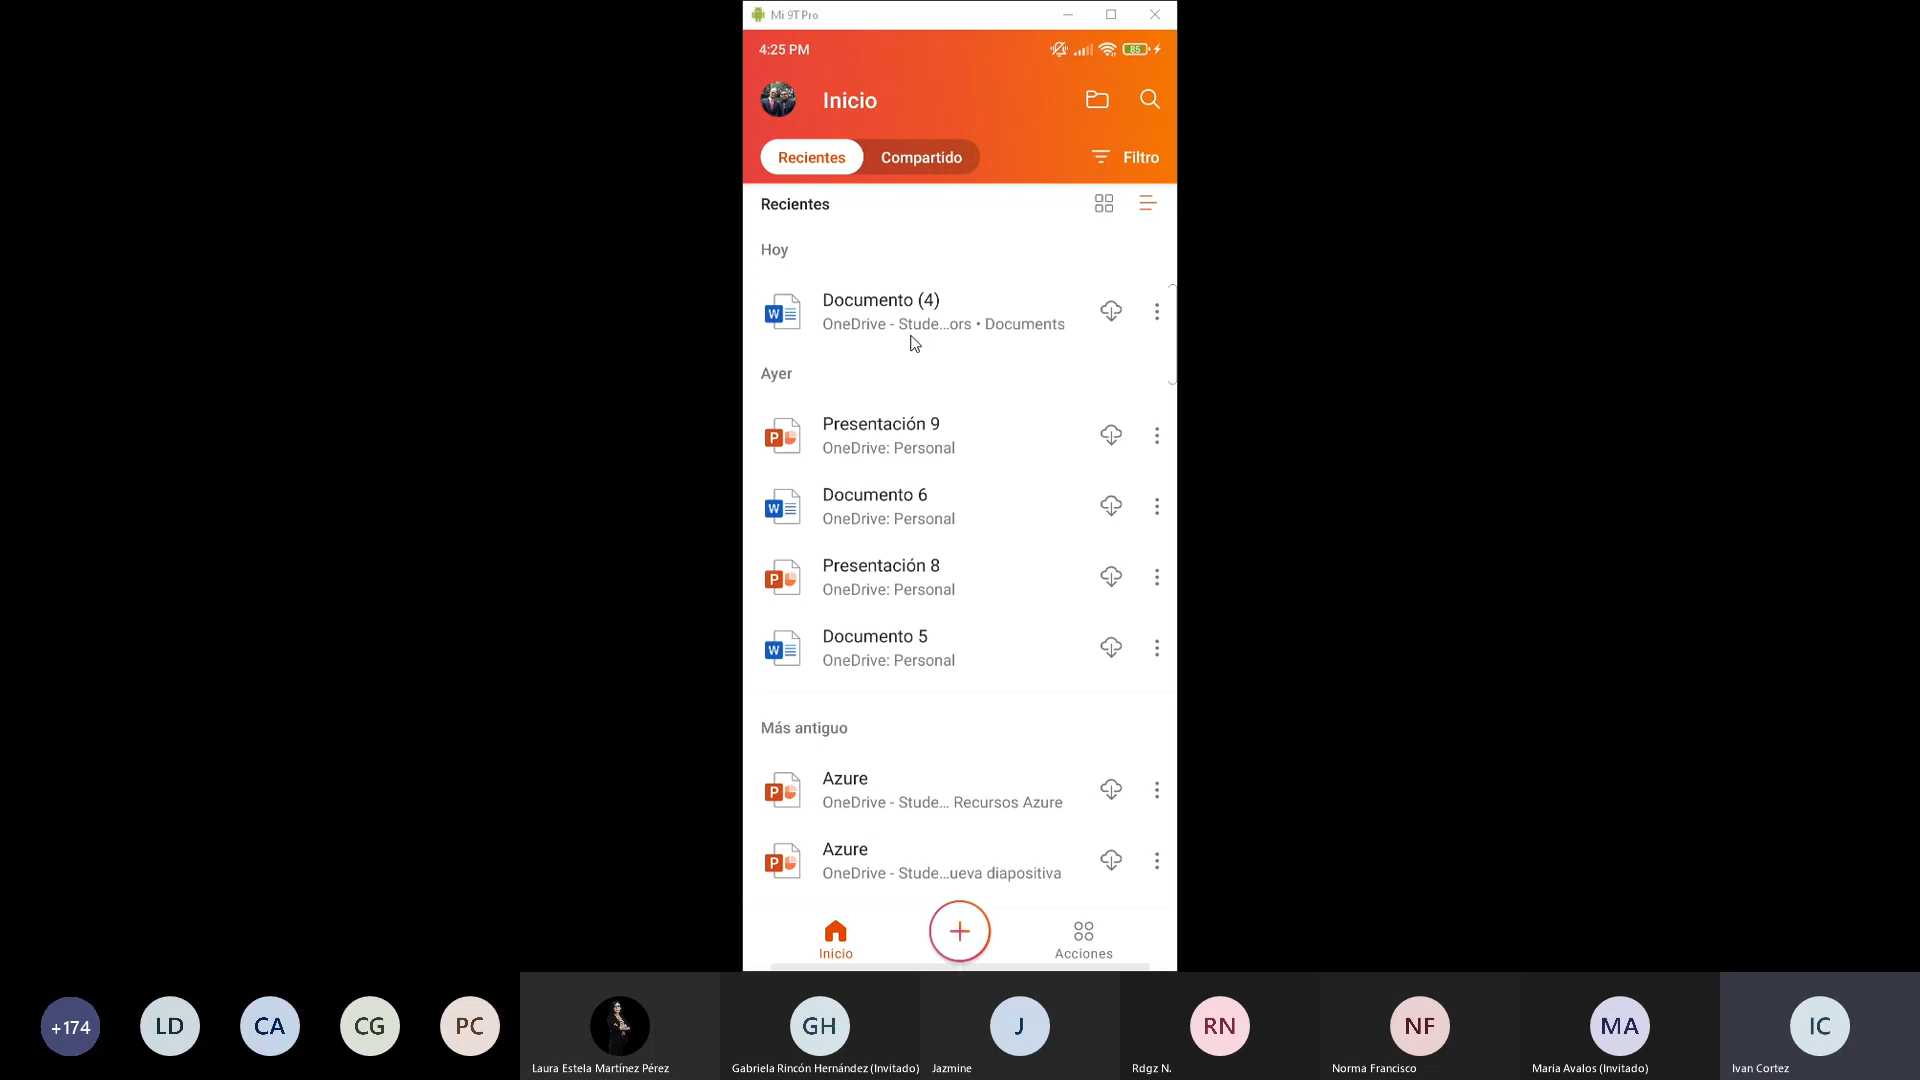 Mi 9T Pro
4:25 PM
85
Inicio
Recientes
Compartido
Filtro
Recientes
Hoy
W
Documento (4)
OneDrive - Stude...ors • Documents
Ayer
P
Presentación 9
OneDrive: Personal
W
Documento 6
OneDrive: Personal
P
Presentación 8
OneDrive: Personal
W
Documento 5
OneDrive: Personal
Más antiguo
P
Azure
OneDrive - Stude... Recursos Azure
P
Azure
OneDrive - Stude...ueva diapositiva
Inicio
Acciones
+174
LD
CA
CG
PC
GH
J
RN
NF
MA
IC
Laura Estela Martínez Pérez
Gabriela Rincón Hernández (Invitado)
Jazmine
Rdgz N.
Norma Francisco
Maria Avalos (Invitado)
Ivan Cortez